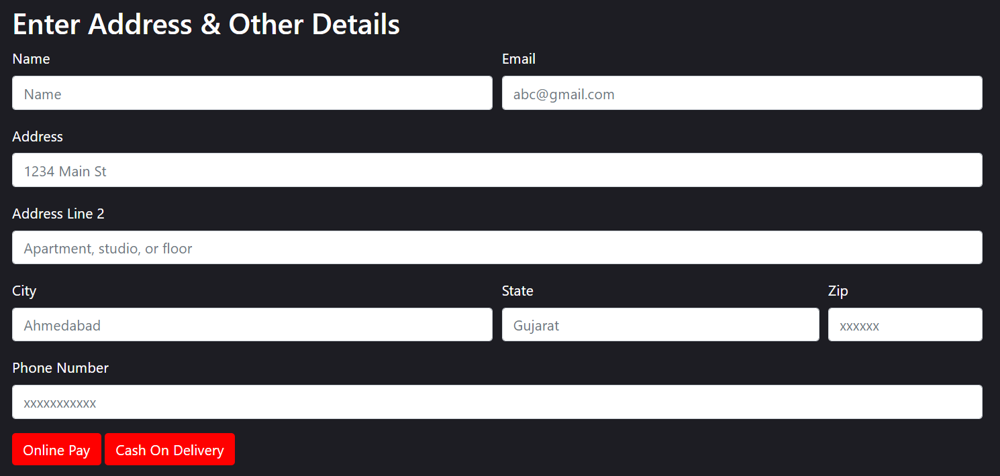 Enter Address & Other Details
Name Email
Name abc@gmail.com
Address
1234 Main St
Address Line 2
Apartment, studio, or floor
City State Zip
Ahmedabad Gujarat xxxxxx
Phone Number
xxxxxxxxxxx
Online Pay Cash On Delivery